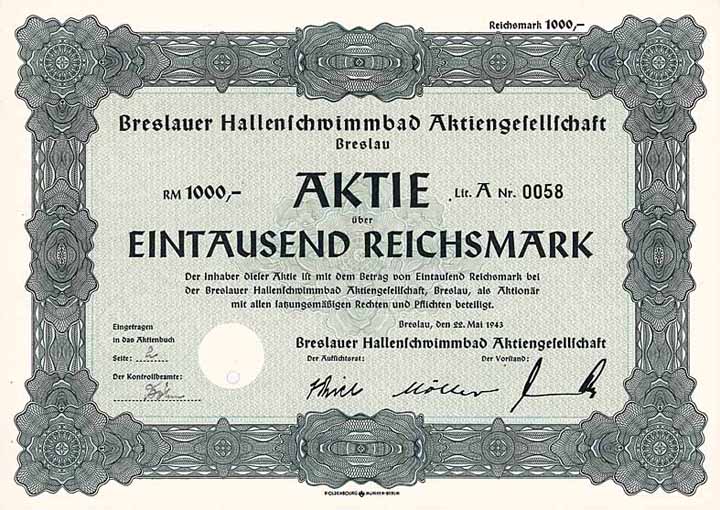 Reichsmark 1000,-
Breslauer Hallenſchwimmbad Aktiengeſellſchaft
Breslau
RM 1000,- AKTIE Lit. A Nr. 0058
über
EINTAUSEND REICHSMARK
Der Inhaber dieſer Aktie iſt mit dem Betrag von Eintauſend Reichsmark bei
der Breslauer Hallenſchwimmbad Aktiengeſellſchaft, Breslau, als Aktionär
mit allen ſatzungsmäßigen Rechten und Pflichten beteiligt.
Breslau, den 22. Mai 1943
Eingetragen
in das Aktienbuch
Seite: 2
Der Kontrollbeamte:
Breslauer Hallenſchwimmbad Aktiengeſellſchaft
Der Aufſichtsrat: Der Vorſtand:
Möller
R. OLDENBOURG MÜNCHEN-BERLIN